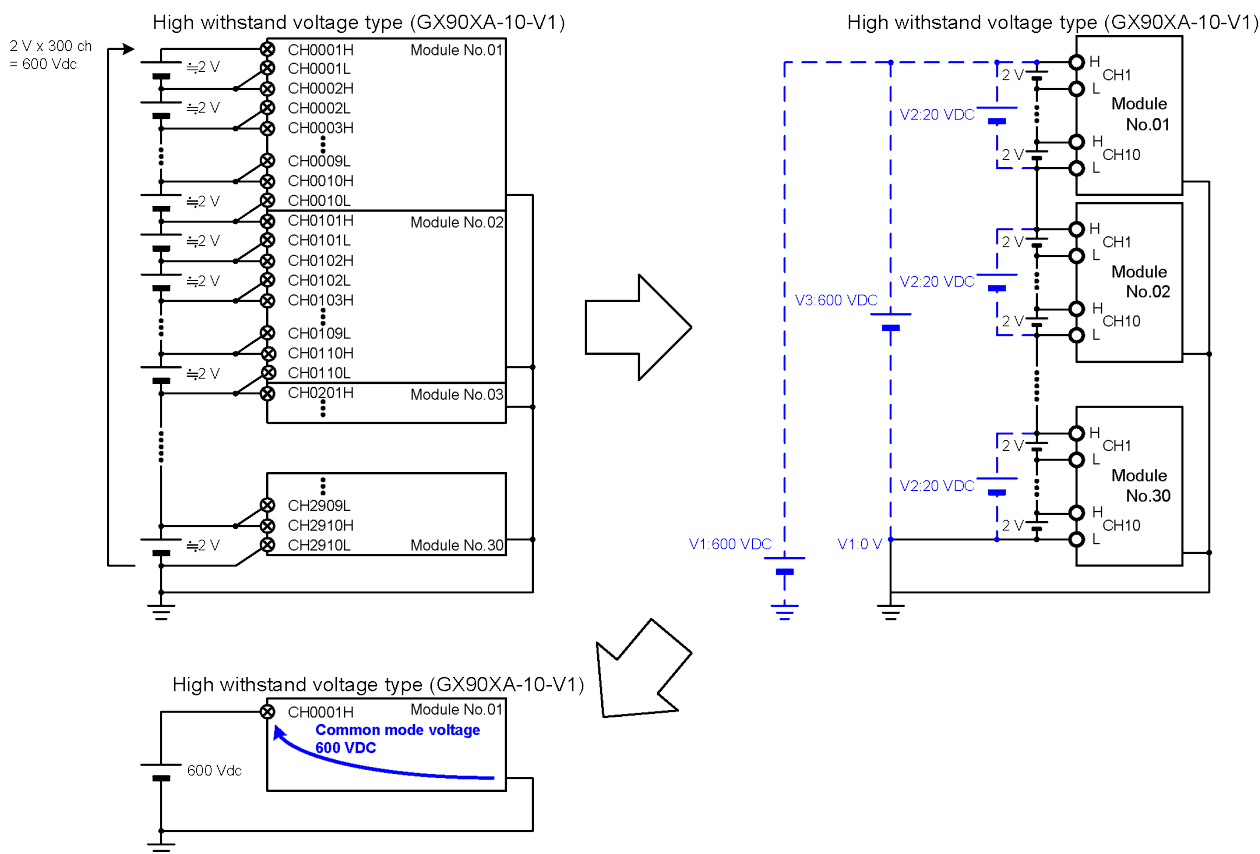 High withstand voltage type (GX90XA-10-V1)
2 V x 300 ch
= 600 Vdc
CH0001H
Module No.01
≒2 V
CH0001L
CH0002H
≒2 V
CH0002L
CH0003H
CH0009L
CH0010H
≒2 V
CH0010L
CH0101H
Module No.02
≒2 V
CH0101L
CH0102H
≒2 V
CH0102L
CH0103H
CH0109L
CH0110H
≒2 V
CH0110L
CH0201H
Module No.03
CH2909L
CH2910H
≒2 V
CH2910L
Module No.30
High withstand voltage type (GX90XA-10-V1)
H
2 V
CH1
L
V2:20 VDC
Module
No.01
H
2 V
CH10
L
H
2 V
CH1
L
V2:20 VDC
Module
No.02
V3:600 VDC
H
2 V
CH10
L
H
2 V
CH1
L
V2:20 VDC
Module
No.30
H
2 V
CH10
L
V1:600 VDC
V1:0 V
High withstand voltage type (GX90XA-10-V1)
CH0001H
Module No.01
Common mode voltage
600 VDC
600 Vdc